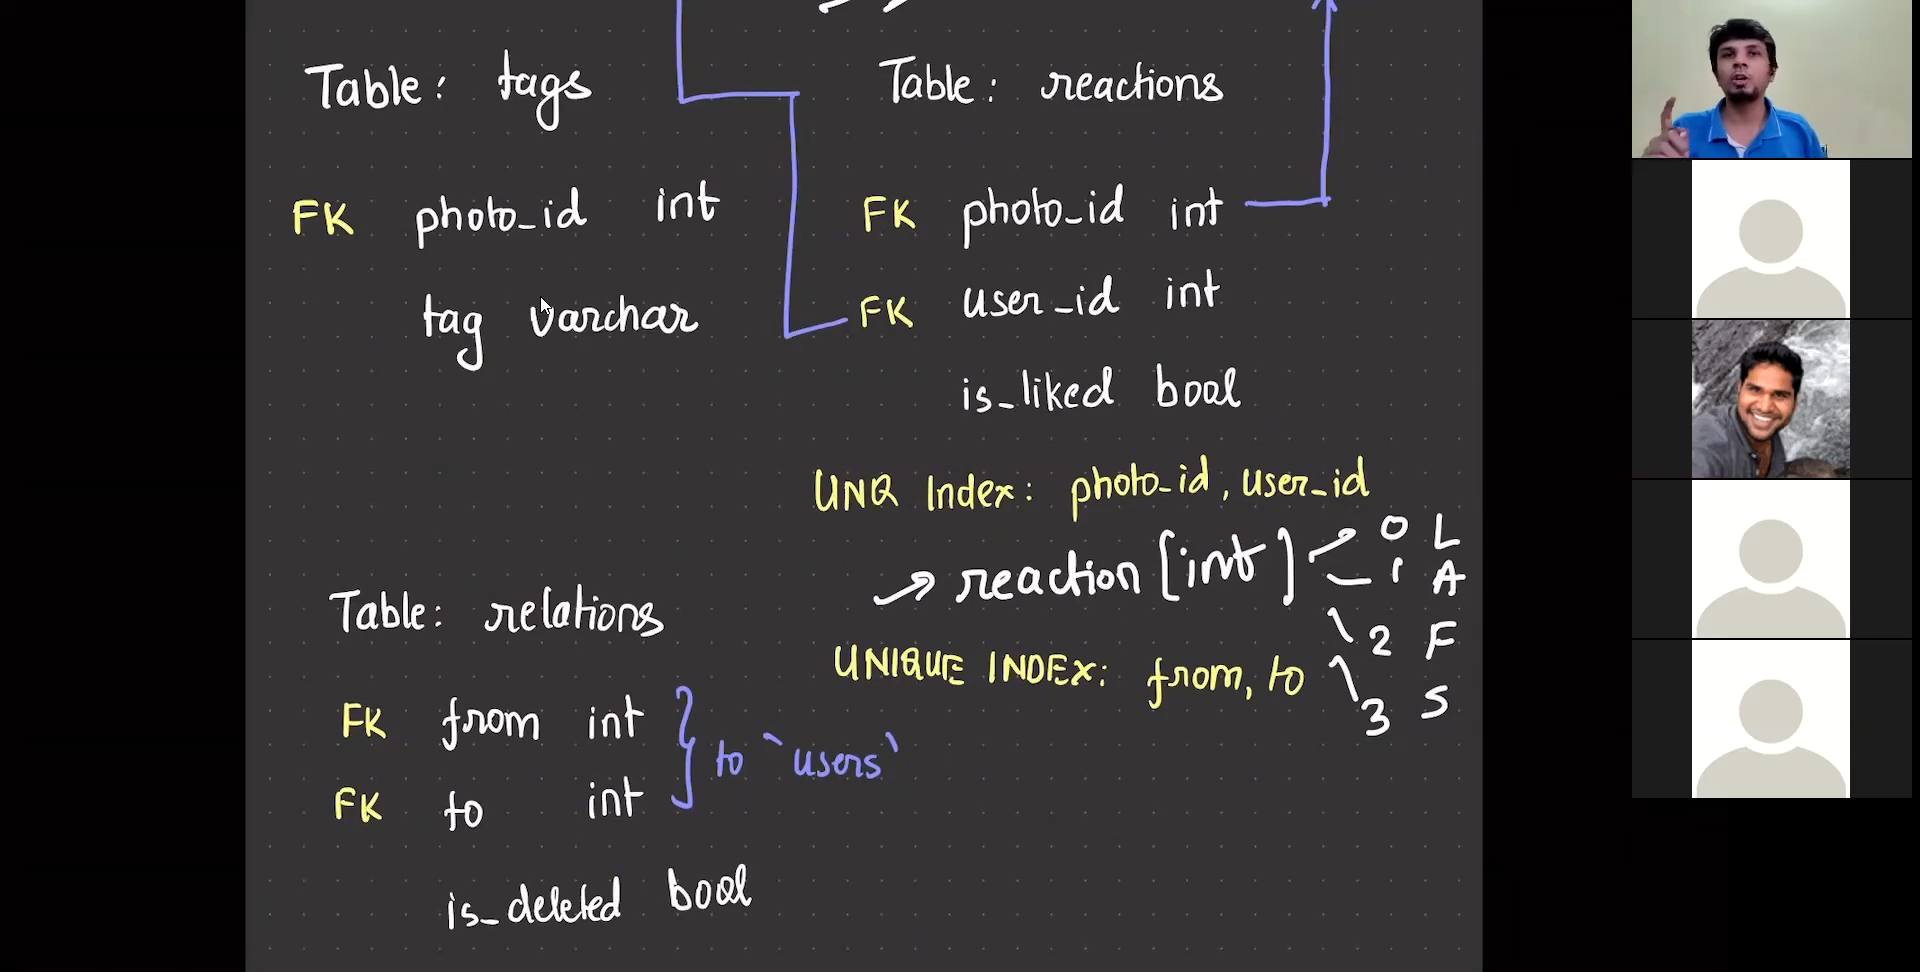 Table: tags
FK photo_id int
tag varchar
Table: reactions
FK photo_id int
FK user_id int
is_liked bool
UNQ Index: photo_id, user_id
reaction [int] 0 L
1 A
2 F
3 S
Table: relations
UNIQUE INDEX: from, to
FK from int
FK to int
to `users`
is_deleted bool